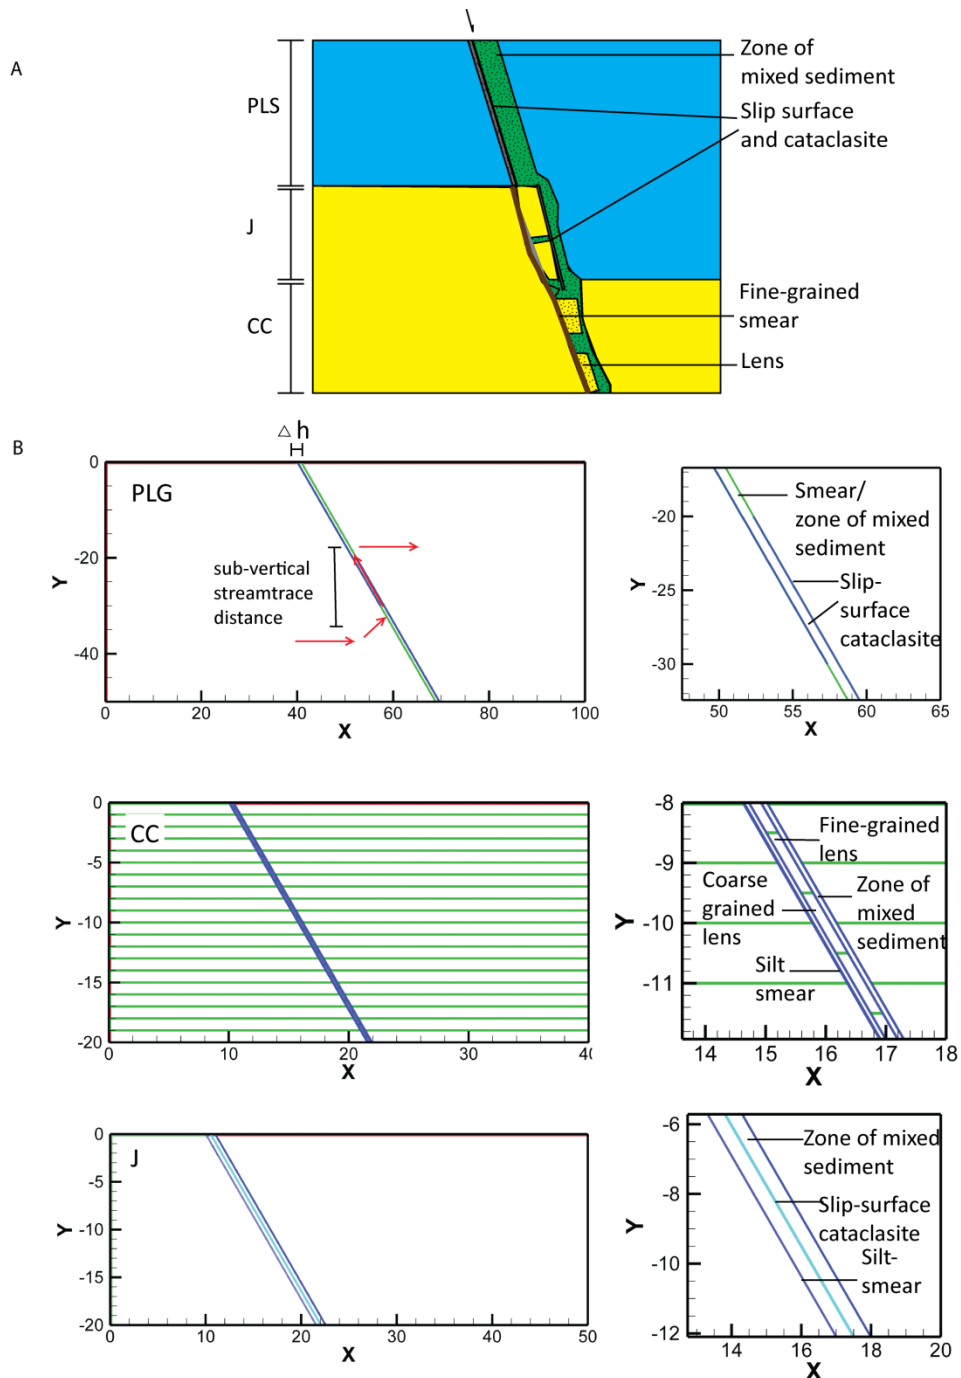 A
PLS
J
CC
Zone of
mixed sediment
Slip surface
and cataclasite
Fine-grained
smear
Lens
B
△ h
PLG
0
-20
-40
Y
sub-vertical
streamtrace
distance
0 20 40 60 80 100
X
-20
-25
-30
Y
Smear/
zone of mixed
sediment
Slip-
surface
cataclasite
50 55 60 65
X
CC
0
-5
-10
-15
-20
Y
0 10 20 30 40
X
-8
-9
-10
-11
Y
Fine-grained
lens
Coarse
grained
lens
Zone of
mixed
sediment
Silt
smear
14 15 16 17 18
X
J
0
-5
-10
-15
-20
Y
0 10 20 30 40 50
X
-6
-8
-10
-12
Y
Zone of mixed
sediment
Slip-surface
cataclasite
Silt-
smear
14 16 18 20
X